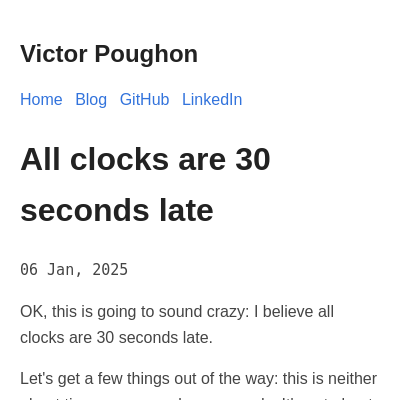 Victor Poughon
Home Blog GitHub LinkedIn
All clocks are 30
seconds late
06 Jan, 2025
OK, this is going to sound crazy: I believe all
clocks are 30 seconds late.
Let's get a few things out of the way: this is neither